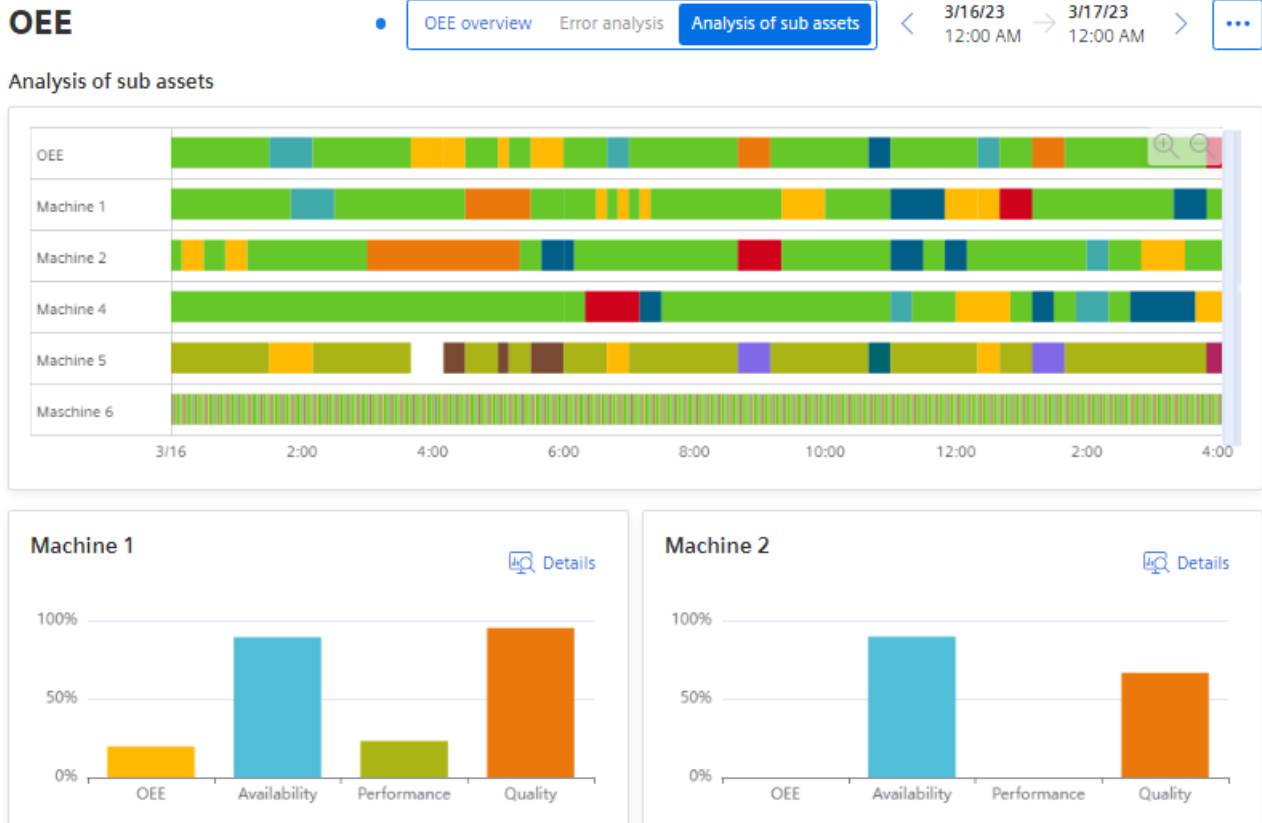 OEE
OEE overview Error analysis Analysis of sub assets
3/16/23 3/17/23
12:00 AM 12:00 AM
Analysis of sub assets
OEE
Machine 1
Machine 2
Machine 4
Machine 5
Maschine 6
3/16 2:00 4:00 6:00 8:00 10:00 12:00 2:00 4:00
Machine 1
Details
100%
50%
0%
OEE Availability Performance Quality
Machine 2
Details
100%
50%
0%
OEE Availability Performance Quality